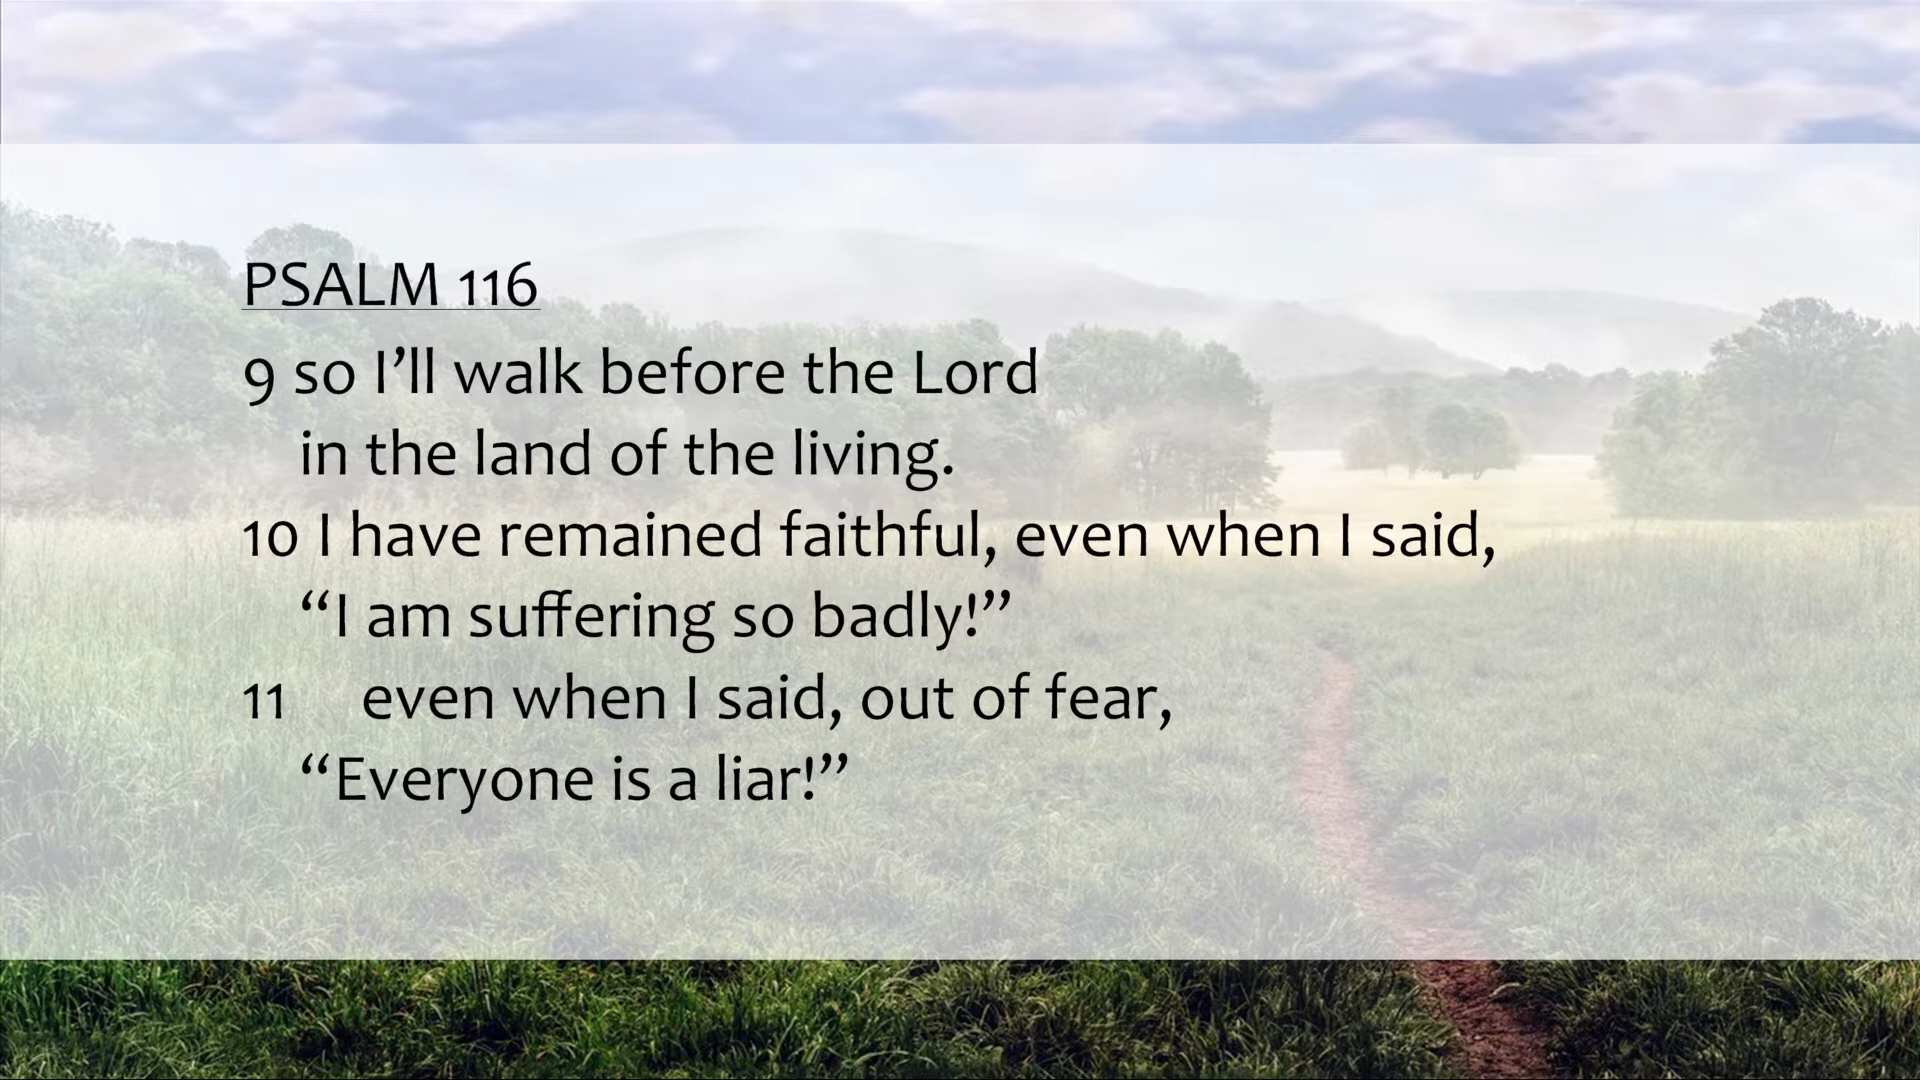 PSALM 116
9 so I’ll walk before the Lord
in the land of the living.
10 I have remained faithful, even when I said,
“I am suffering so badly!”
11 even when I said, out of fear,
“Everyone is a liar!”